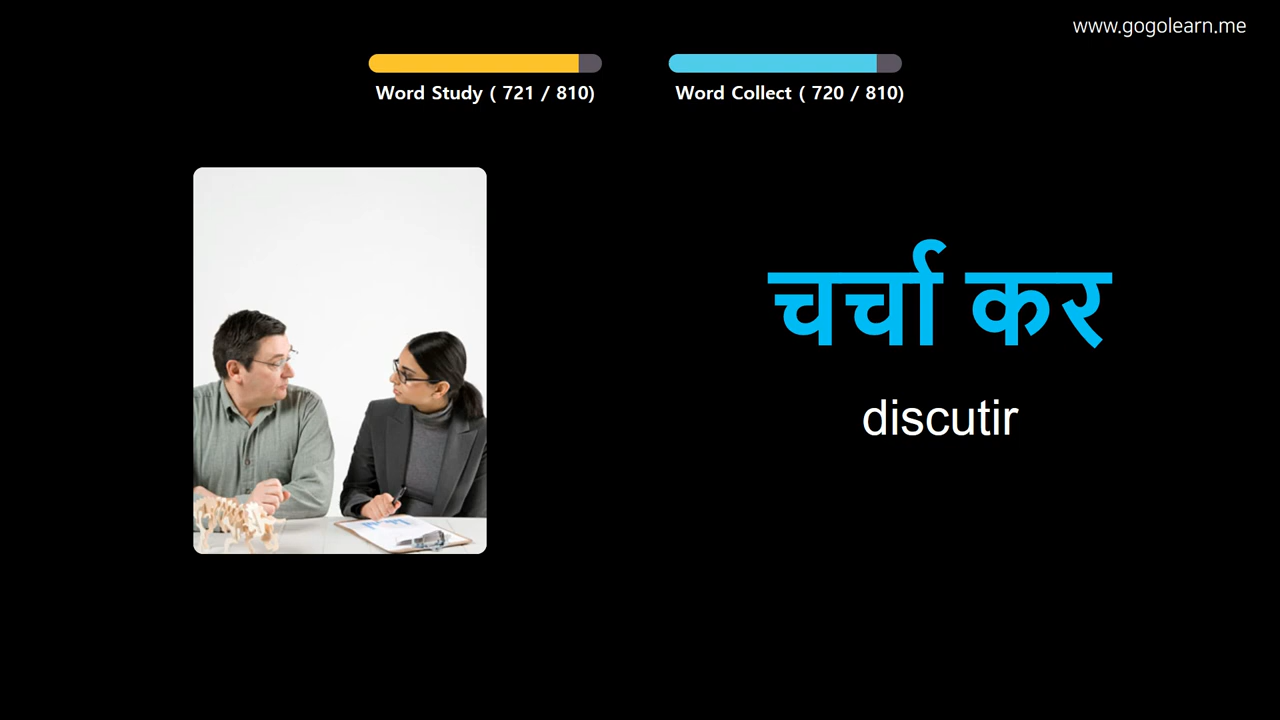 www.gogolearn.me
Word Study ( 721 / 810)
Word Collect ( 720 / 810)
चर्चा कर
discutir